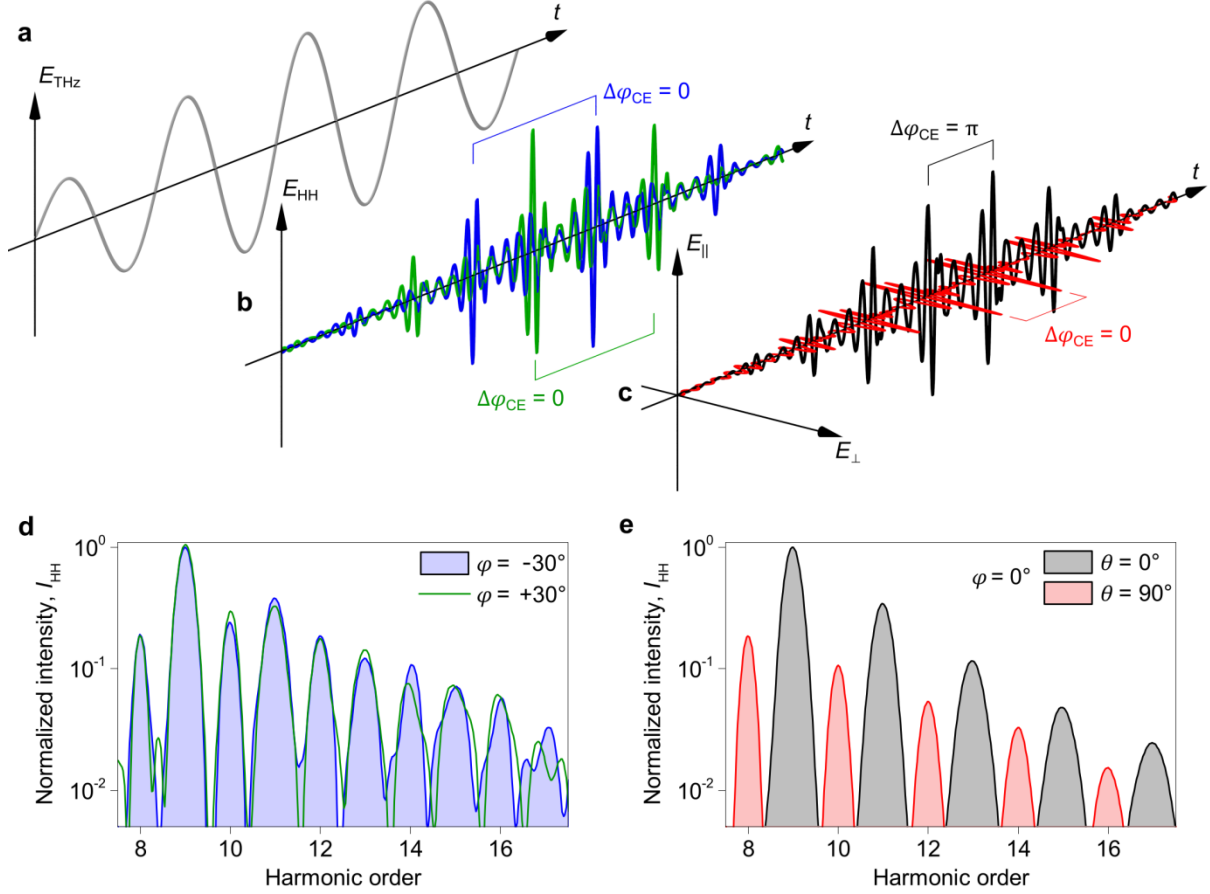 a
t
E_THz
Δφ_CE = 0
t
E_HH
b
Δφ_CE = 0
Δφ_CE = π
t
E_||
c
Δφ_CE = 0
E_⊥
d
Normalized intensity, I_HH
10^0
10^-1
10^-2
φ = -30°
φ = +30°
8 10 12 14 16
Harmonic order
e
Normalized intensity, I_HH
10^0
10^-1
10^-2
φ = 0°
θ = 0°
θ = 90°
8 10 12 14 16
Harmonic order